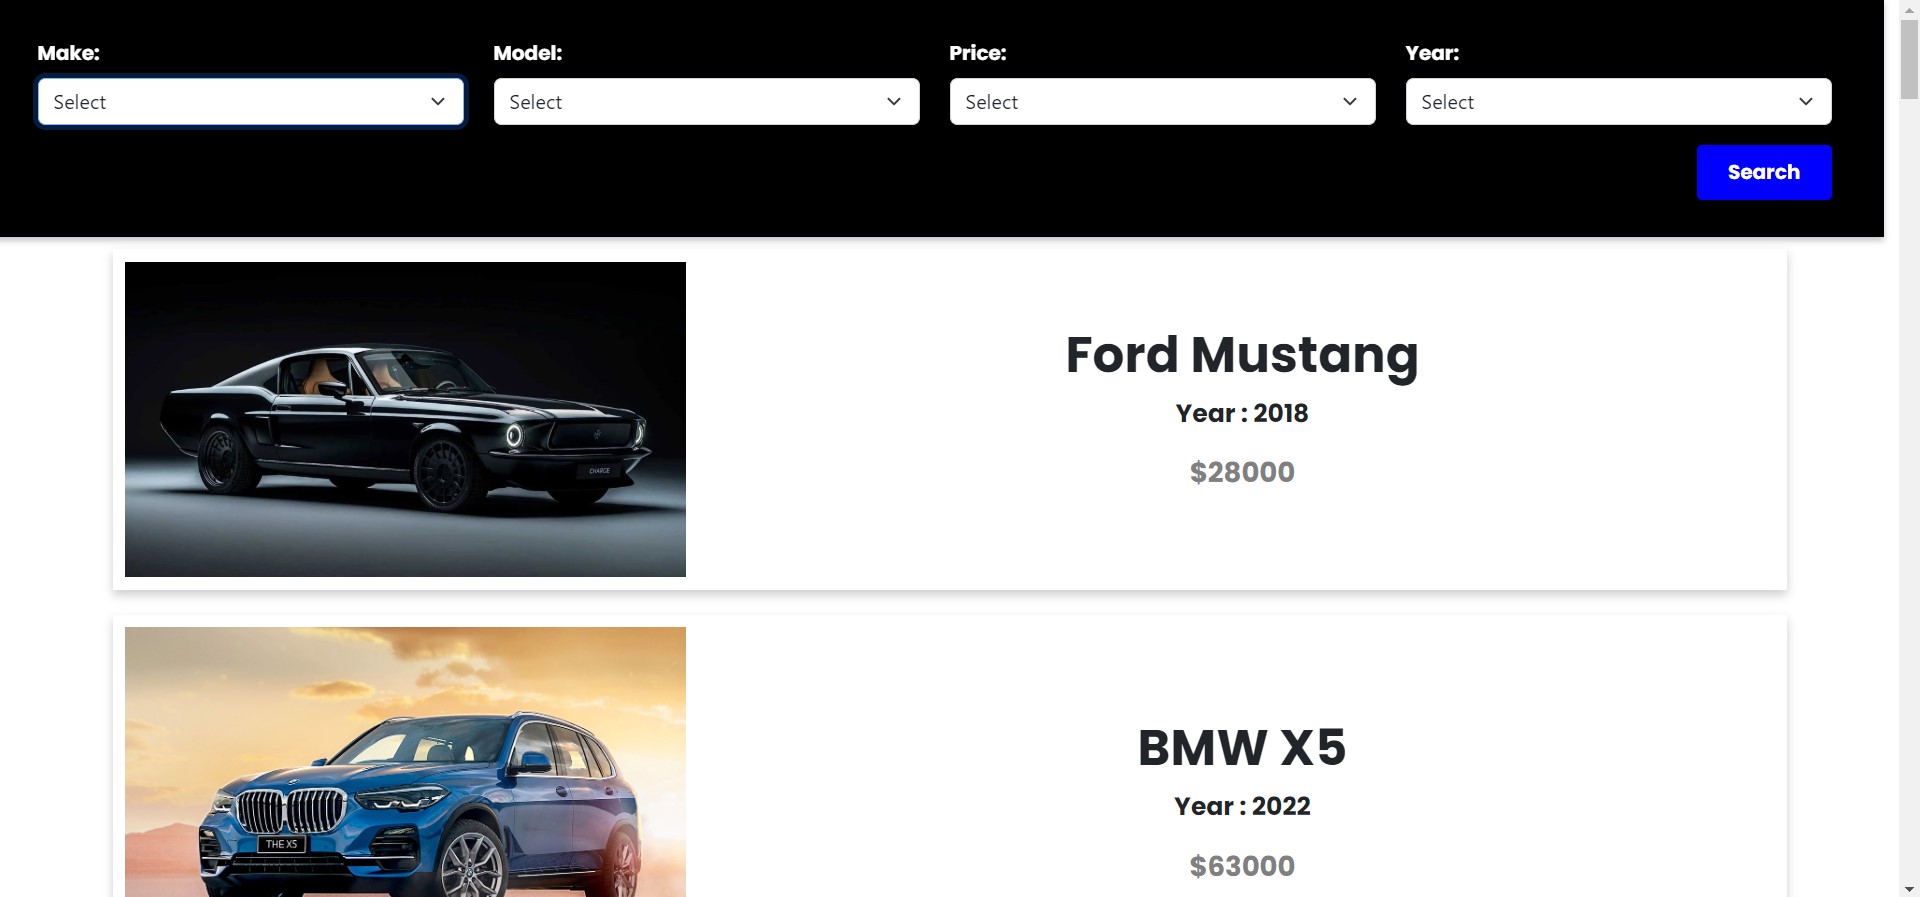 Make: Model: Price: Year:
Select Select Select Select
Search
Ford Mustang
Year : 2018
$28000
CHARGE
BMW X5
Year : 2022
$63000
THE X5